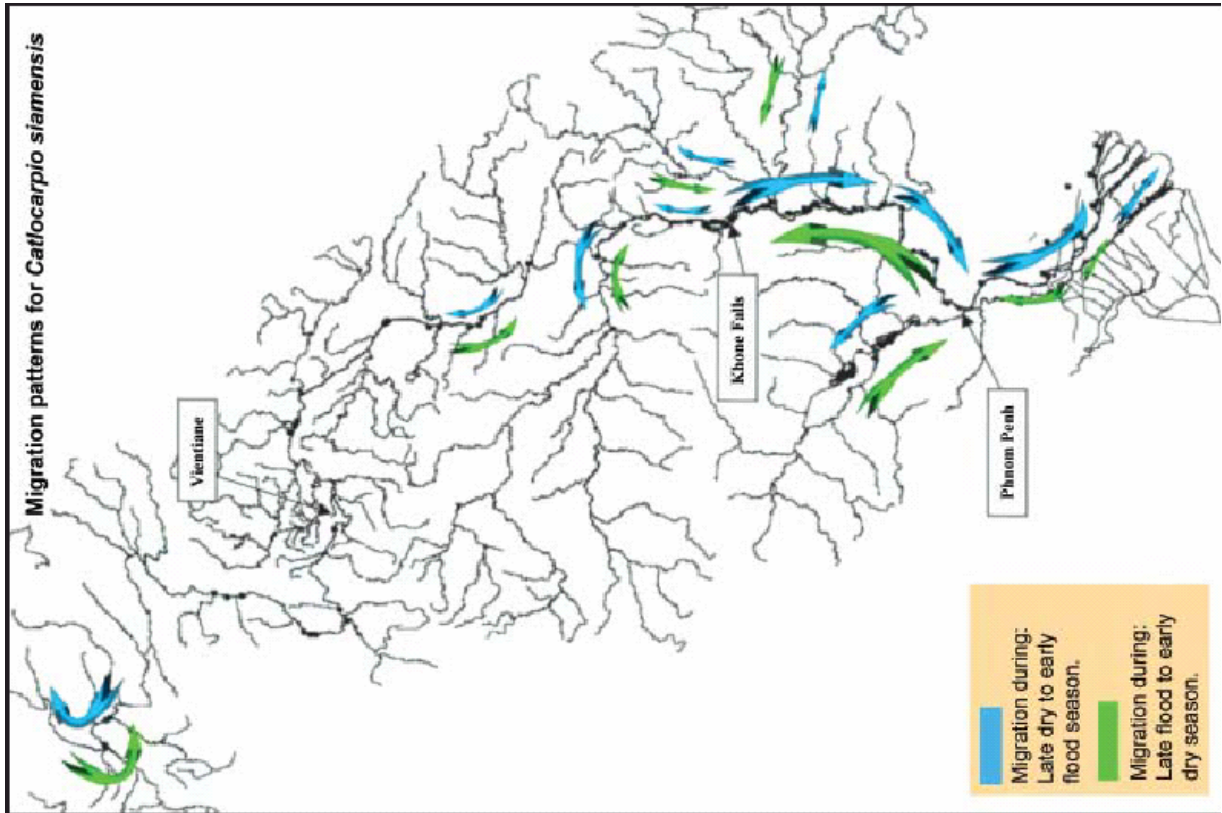 Migration patterns for Catlocarpio siamensis
Vientiane
Khone Falls
Phnom Penh
Migration during:
Late dry to early
flood season.
Migration during:
Late flood to early
dry season.